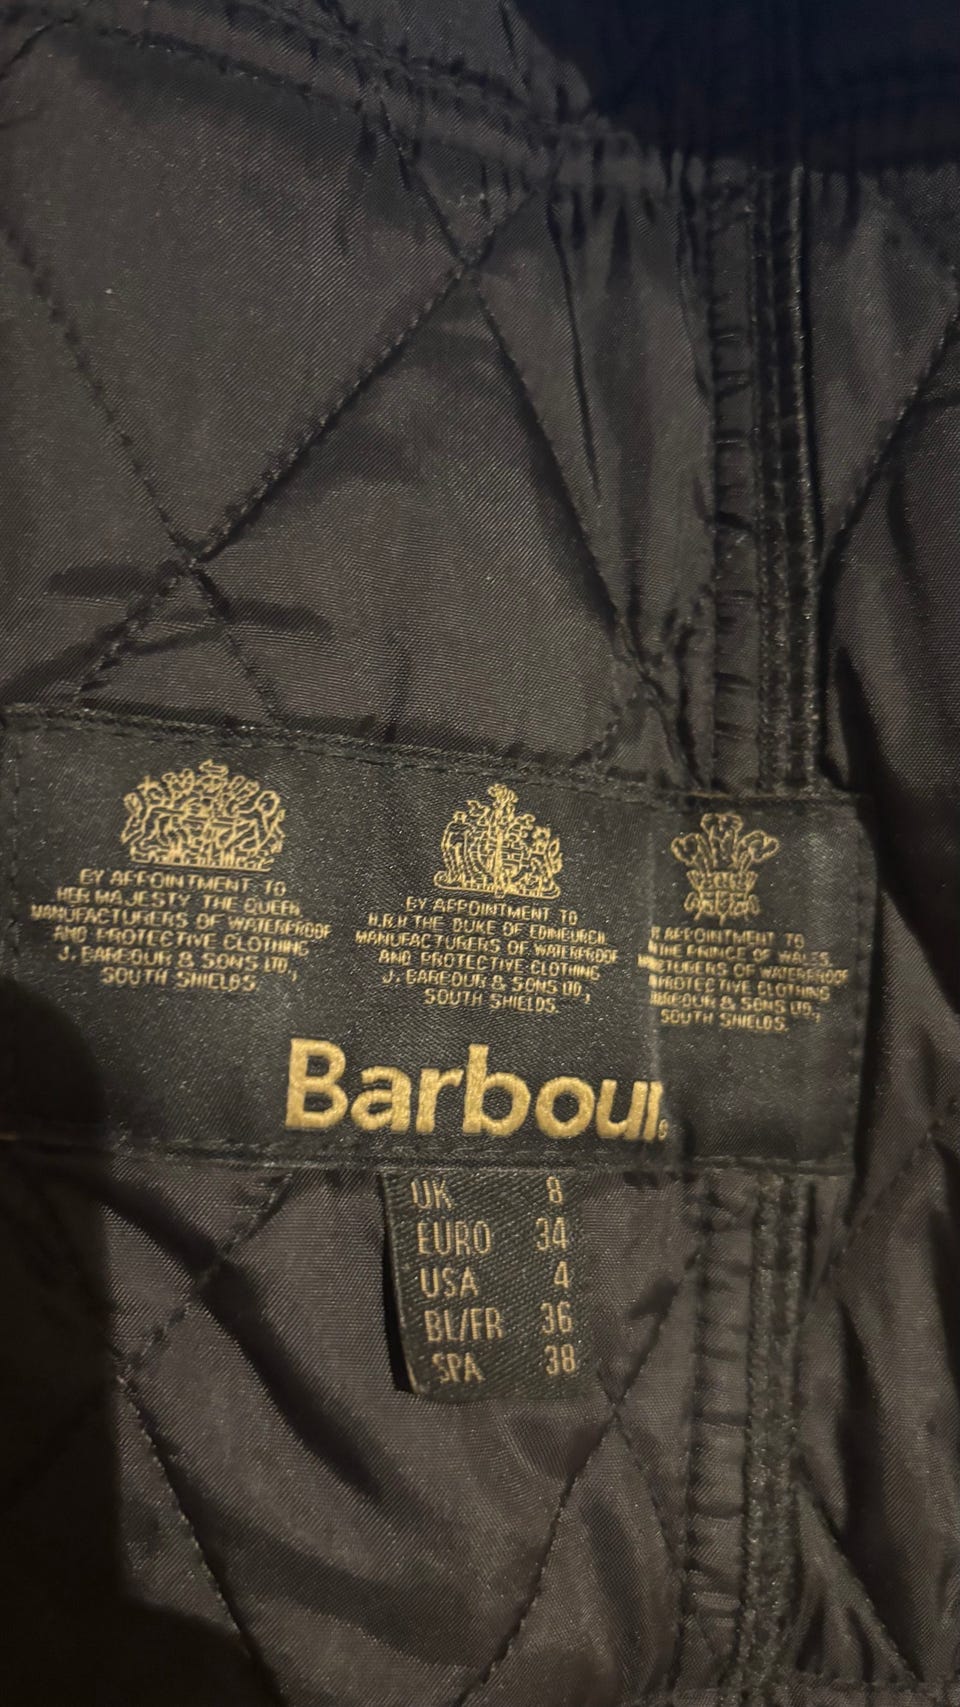 BY APPOINTMENT TO
HER MAJESTY THE QUEEN
MANUFACTURERS OF WATERPROOF
AND PROTECTIVE CLOTHING
J. BARBOUR & SONS LTD.,
SOUTH SHIELDS.
BY APPOINTMENT TO
H.R.H THE DUKE OF EDINBURGH
MANUFACTURERS OF WATERPROOF
AND PROTECTIVE CLOTHING
J. BARBOUR & SONS LTD.,
SOUTH SHIELDS.
APPOINTMENT TO
THE PRINCE OF WALES.
OF WATERPROOF
PROTECTIVE CLOTHING
& SONS LTD.,
SOUTH SHIELDS.
Barbour
UK 8
EURO 34
USA 4
BL/FR 36
SPA 38